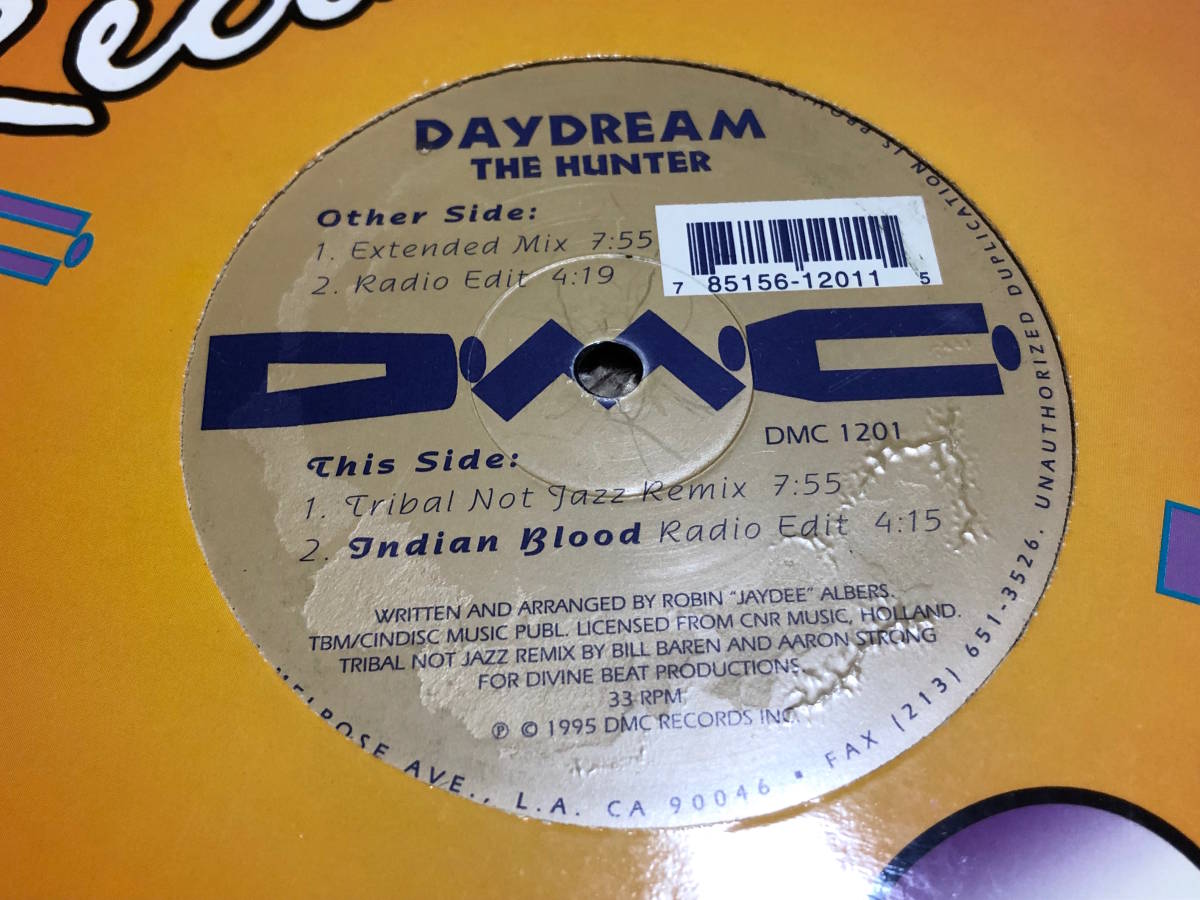 DAYDREAM
THE HUNTER
Other Side:
1. Extended Mix 7:55
2. Radio Edit 4:19
7 85156-12011 5
DMC
DMC 1201
This Side:
1. Tribal Not Jazz Remix 7:55
2. Indian Blood Radio Edit 4:15
WRITTEN AND ARRANGED BY ROBIN "JAYDEE" ALBERS.
TBM/CINDISC MUSIC PUBL. LICENSED FROM CNR MUSIC, HOLLAND.
TRIBAL NOT JAZZ REMIX BY BILL BAREN AND AARON STRONG
FOR DIVINE BEAT PRODUCTIONS.
33 RPM
℗ © 1995 DMC RECORDS INC.
AVE., L.A. CA 90046 ▪ FAX (213) 651-3526. UNAUTHORIZED DUPLICATION IS